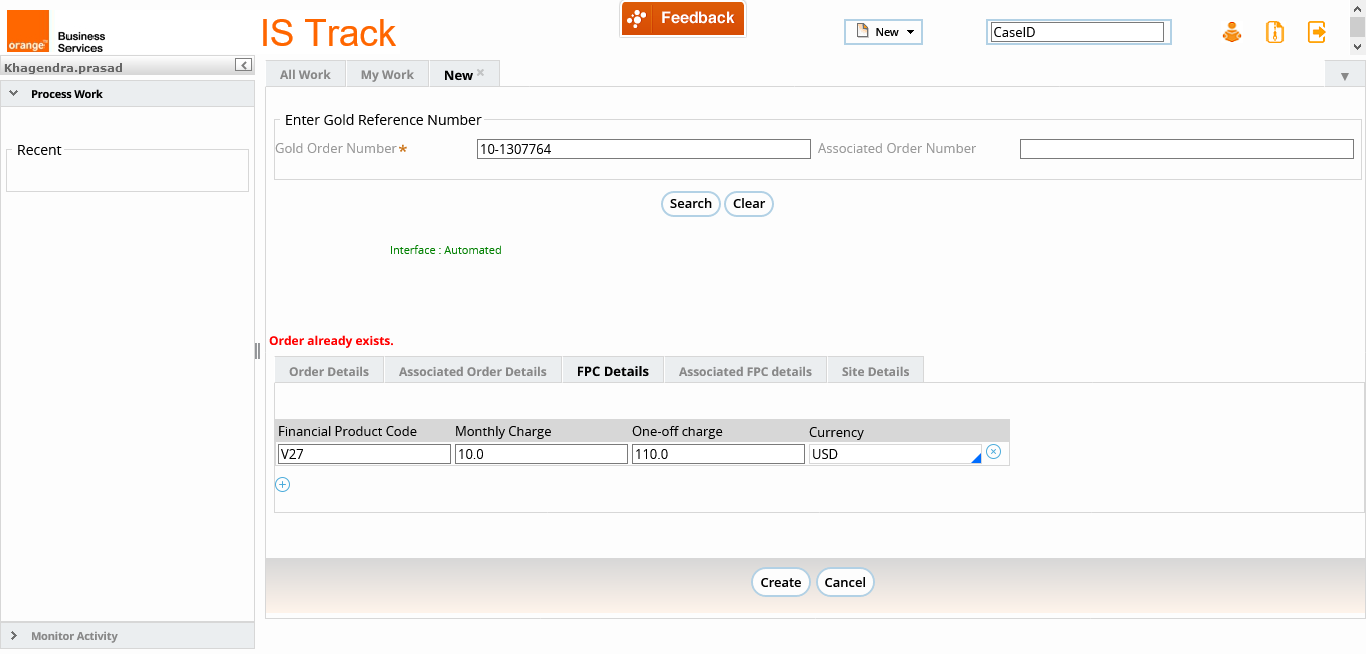 orange™
Business
Services
IS Track
Feedback
New
CaseID
Khagendra.prasad
All Work
My Work
New
Process Work
Recent
Enter Gold Reference Number
Gold Order Number* 10-1307764 Associated Order Number
Search Clear
Interface : Automated
Order already exists.
Order Details Associated Order Details FPC Details Associated FPC details Site Details
Financial Product Code Monthly Charge One-off charge Currency
V27 10.0 110.0 USD
Create Cancel
Monitor Activity